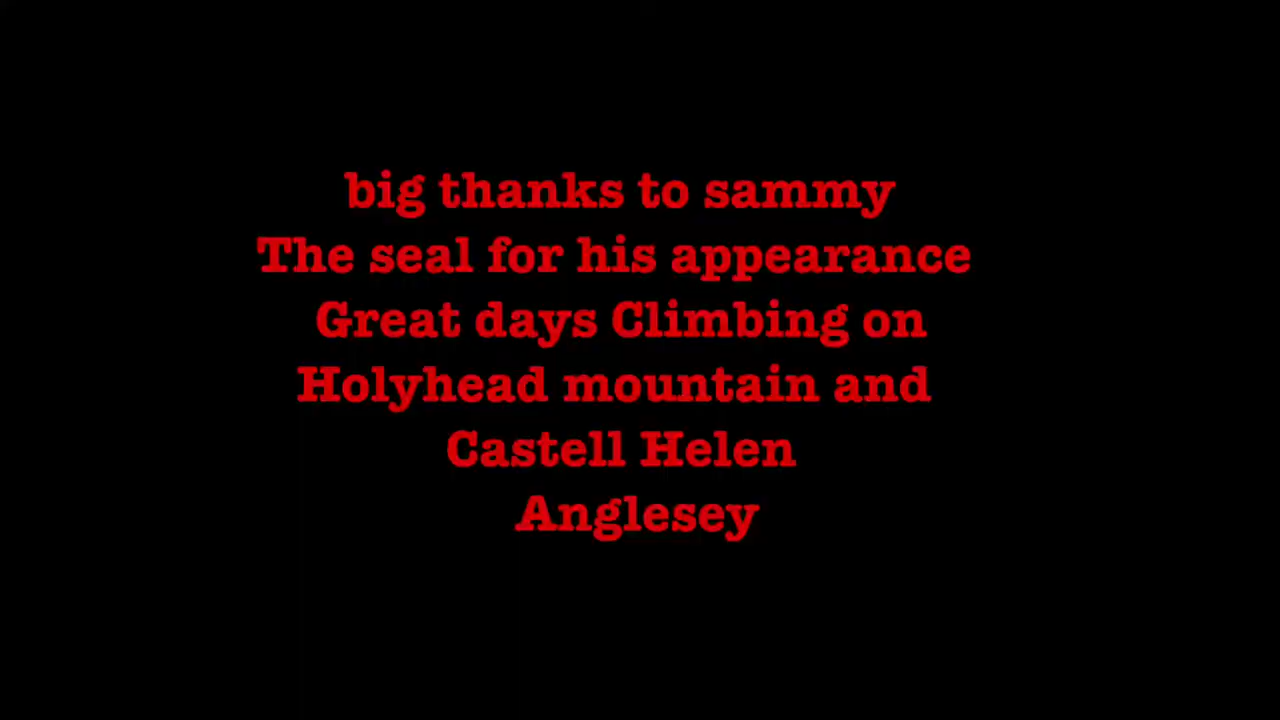 big thanks to sammy
The seal for his appearance
Great days Climbing on
Holyhead mountain and
Castell Helen
Anglesey